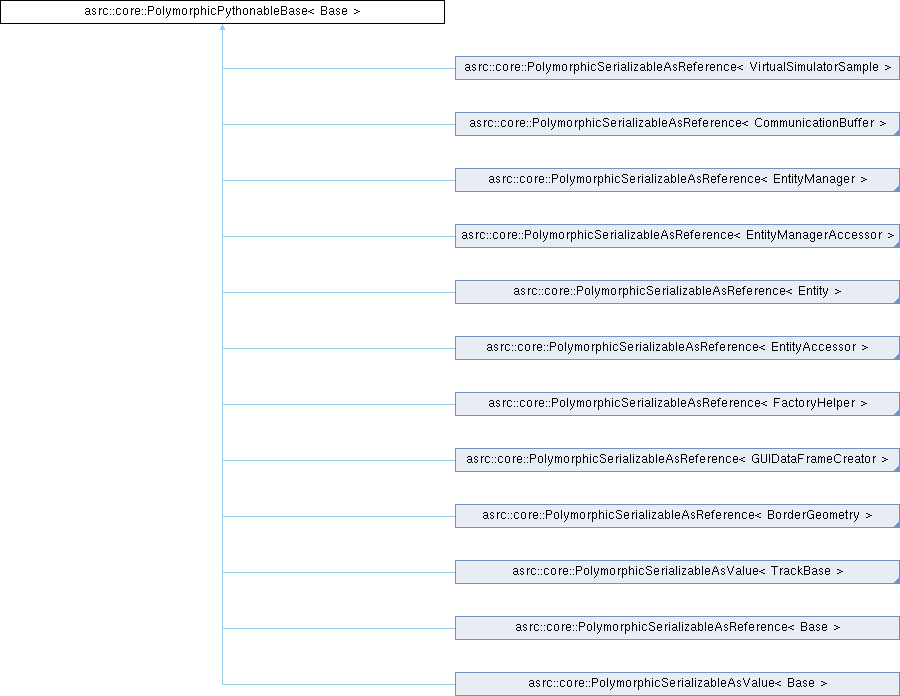 asrc::core::PolymorphicPythonableBase< Base >
asrc::core::PolymorphicSerializableAsReference< VirtualSimulatorSample >
asrc::core::PolymorphicSerializableAsReference< CommunicationBuffer >
asrc::core::PolymorphicSerializableAsReference< EntityManager >
asrc::core::PolymorphicSerializableAsReference< EntityManagerAccessor >
asrc::core::PolymorphicSerializableAsReference< Entity >
asrc::core::PolymorphicSerializableAsReference< EntityAccessor >
asrc::core::PolymorphicSerializableAsReference< FactoryHelper >
asrc::core::PolymorphicSerializableAsReference< GUIDataFrameCreator >
asrc::core::PolymorphicSerializableAsReference< BorderGeometry >
asrc::core::PolymorphicSerializableAsValue< TrackBase >
asrc::core::PolymorphicSerializableAsReference< Base >
asrc::core::PolymorphicSerializableAsValue< Base >